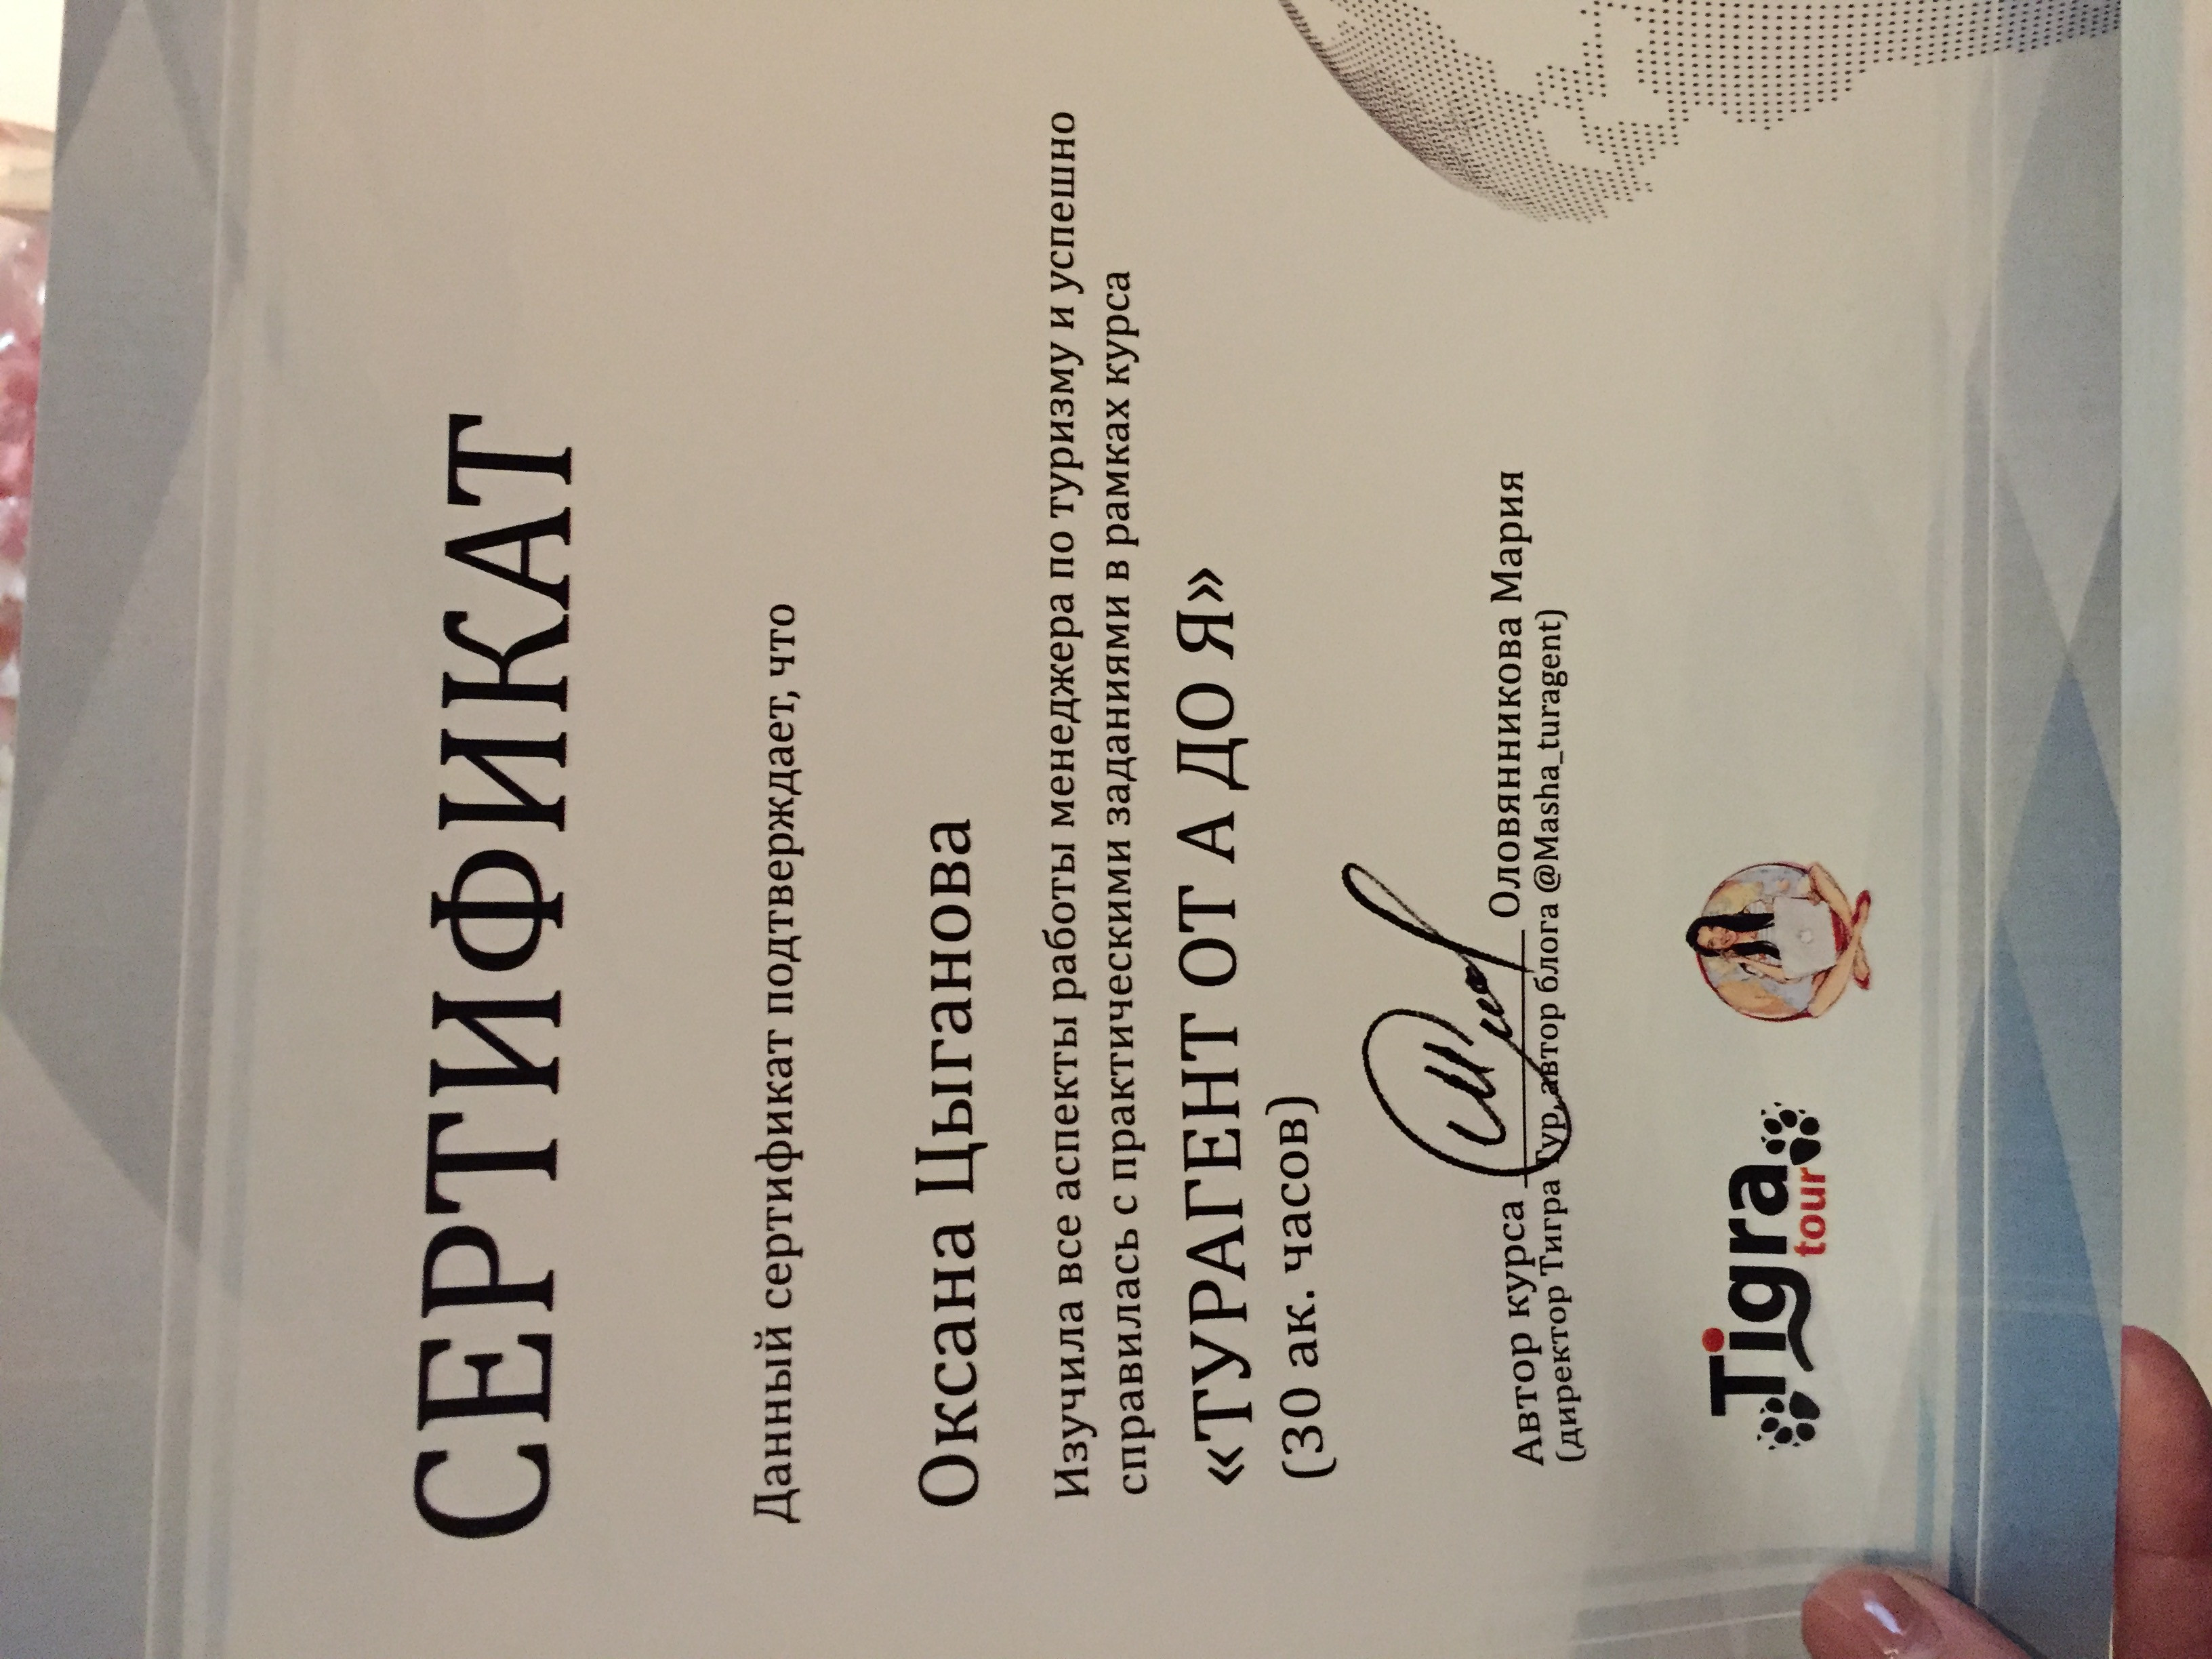 СЕРТИФИКАТ
Данный сертификат подтверждает, что
Оксана Цыганова
Изучила все аспекты работы менеджера по туризму и успешно
справилась с практическими заданиями в рамках курса
«ТУРАГЕНТ ОТ А ДО Я»
(30 ак. часов)
Автор курса Оловянникова Мария
(директор Тигра Тур, автор блога @Masha_turagent)
Tigra
tour